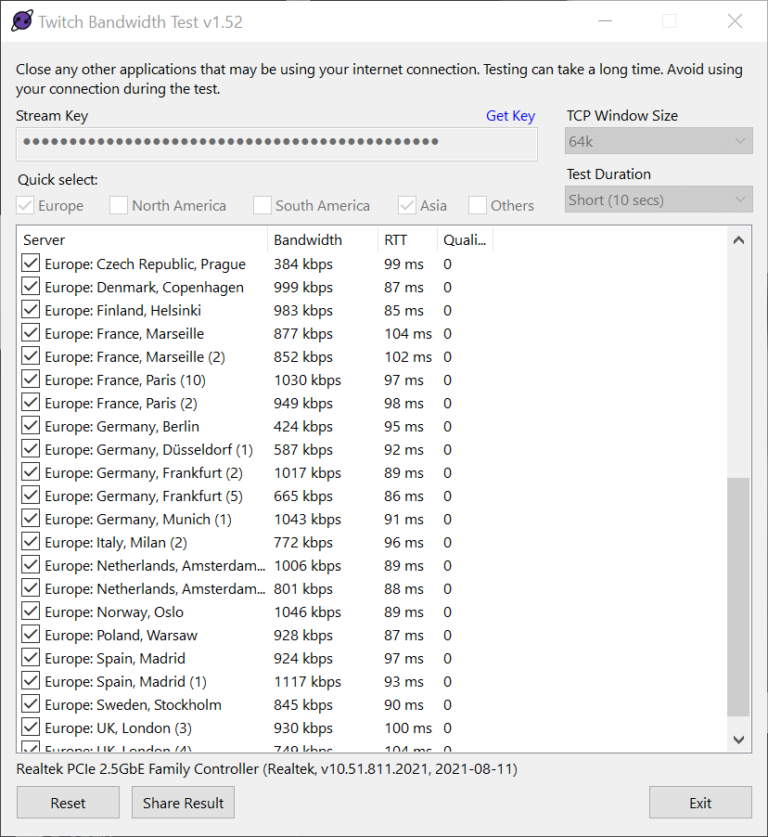 Twitch Bandwidth Test v1.52
Close any other applications that may be using your internet connection. Testing can take a long time. Avoid using
your connection during the test.
Stream Key Get Key TCP Window Size
64k
Quick select: Test Duration
Europe North America South America Asia Others Short (10 secs)
Server Bandwidth RTT Quali...
Europe: Czech Republic, Prague 384 kbps 99 ms 0
Europe: Denmark, Copenhagen 999 kbps 87 ms 0
Europe: Finland, Helsinki 983 kbps 85 ms 0
Europe: France, Marseille 877 kbps 104 ms 0
Europe: France, Marseille (2) 852 kbps 102 ms 0
Europe: France, Paris (10) 1030 kbps 97 ms 0
Europe: France, Paris (2) 949 kbps 98 ms 0
Europe: Germany, Berlin 424 kbps 95 ms 0
Europe: Germany, Düsseldorf (1) 587 kbps 92 ms 0
Europe: Germany, Frankfurt (2) 1017 kbps 89 ms 0
Europe: Germany, Frankfurt (5) 665 kbps 86 ms 0
Europe: Germany, Munich (1) 1043 kbps 91 ms 0
Europe: Italy, Milan (2) 772 kbps 96 ms 0
Europe: Netherlands, Amsterdam... 1006 kbps 89 ms 0
Europe: Netherlands, Amsterdam... 801 kbps 88 ms 0
Europe: Norway, Oslo 1046 kbps 89 ms 0
Europe: Poland, Warsaw 928 kbps 87 ms 0
Europe: Spain, Madrid 924 kbps 97 ms 0
Europe: Spain, Madrid (1) 1117 kbps 93 ms 0
Europe: Sweden, Stockholm 845 kbps 90 ms 0
Europe: UK, London (3) 930 kbps 100 ms 0
Europe: UK, London (4) 749 kbps 104 ms 0
Realtek PCIe 2.5GbE Family Controller (Realtek, v10.51.811.2021, 2021-08-11)
Reset Share Result Exit